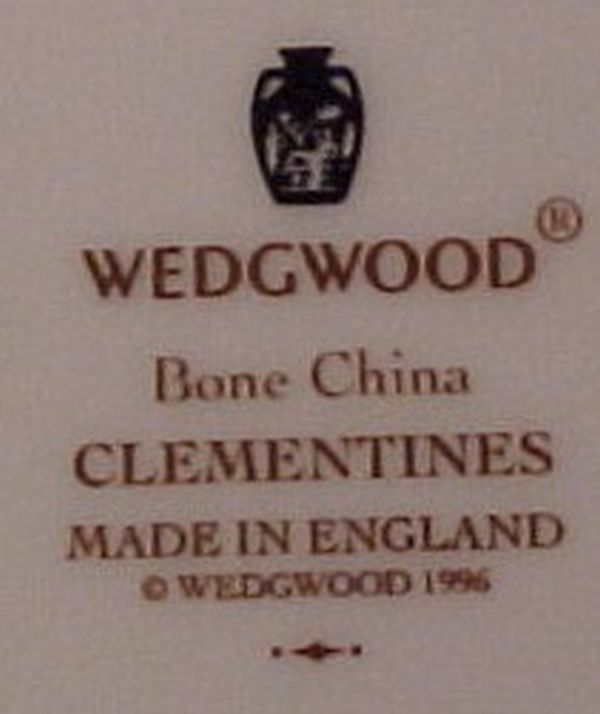 WEDGWOOD®
Bone China
CLEMENTINES
MADE IN ENGLAND
© WEDGWOOD 1996